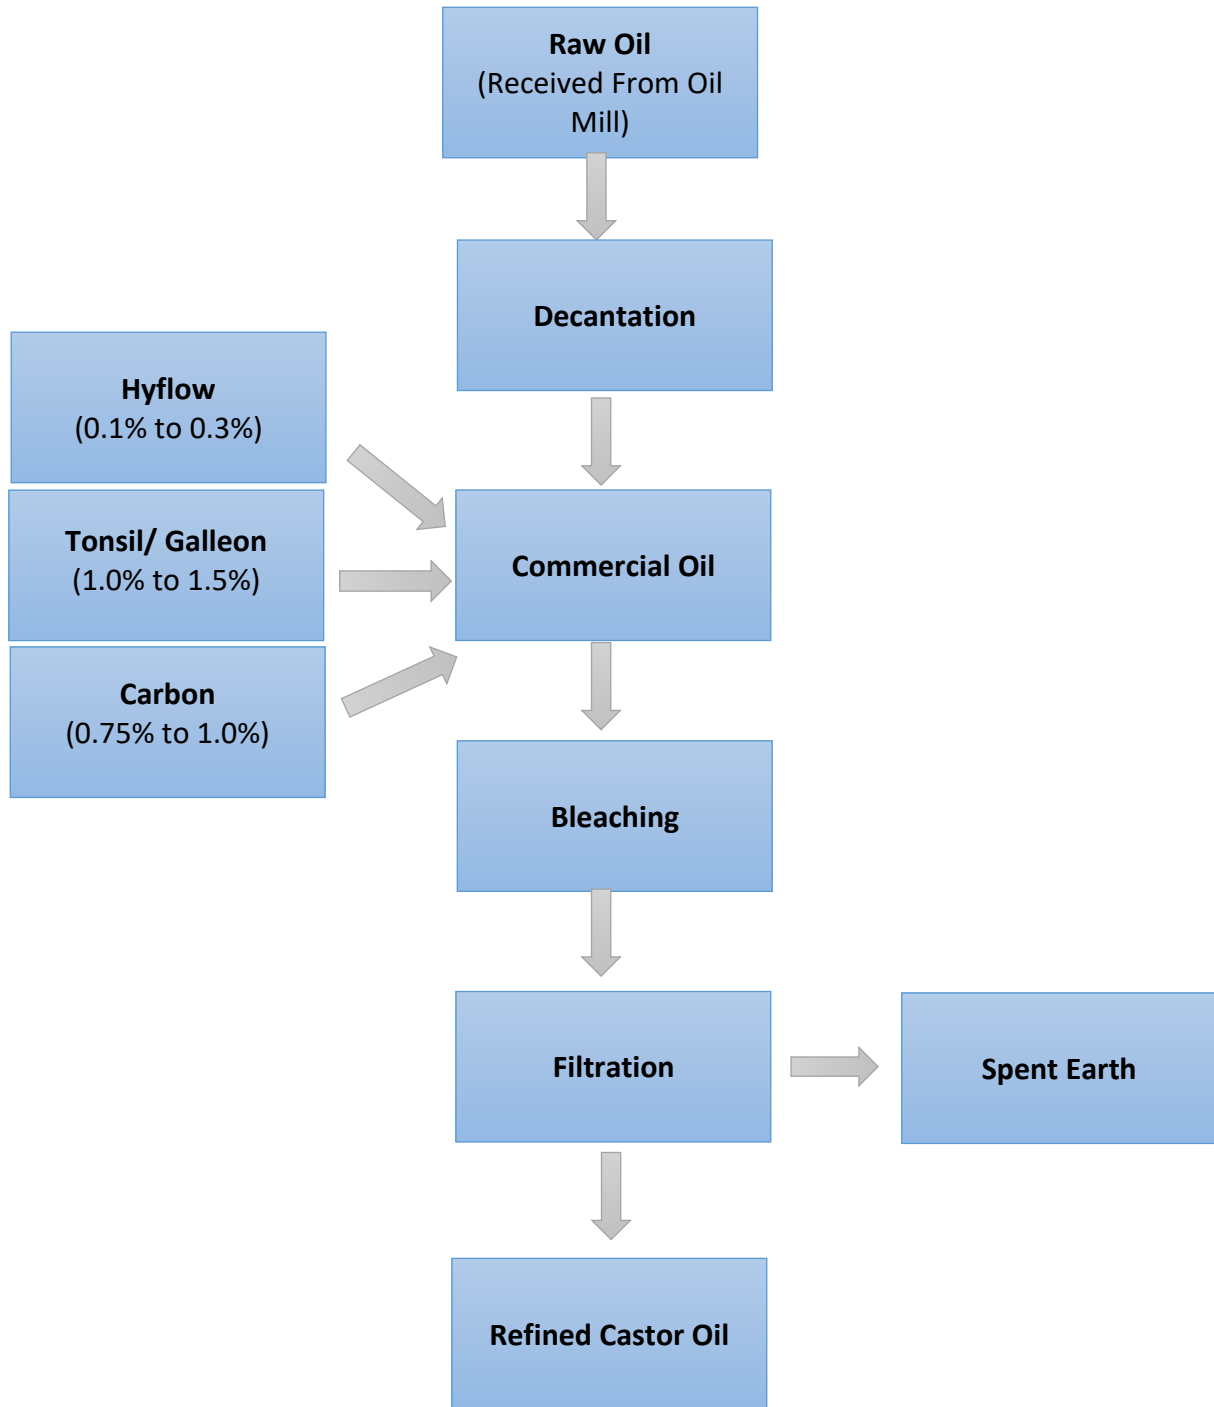 Raw Oil
(Received From Oil
Mill)
Decantation
Hyflow
(0.1% to 0.3%)
Tonsil/ Galleon
(1.0% to 1.5%)
Commercial Oil
Carbon
(0.75% to 1.0%)
Bleaching
Filtration
Spent Earth
Refined Castor Oil